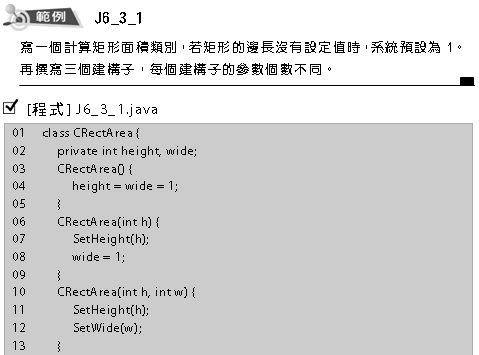 範例 J6_3_1
寫一個計算矩形面積類別，若矩形的邊長沒有設定值時，系統預設為 1。
再撰寫三個建構子，每個建構子的參數個數不同。
[程式] J6_3_1.java
01 class CRectArea {
02 private int height, wide;
03 CRectArea() {
04 height = wide = 1;
05 }
06 CRectArea(int h) {
07 SetHeight(h);
08 wide = 1;
09 }
10 CRectArea(int h, int w) {
11 SetHeight(h);
12 SetWide(w);
13 }